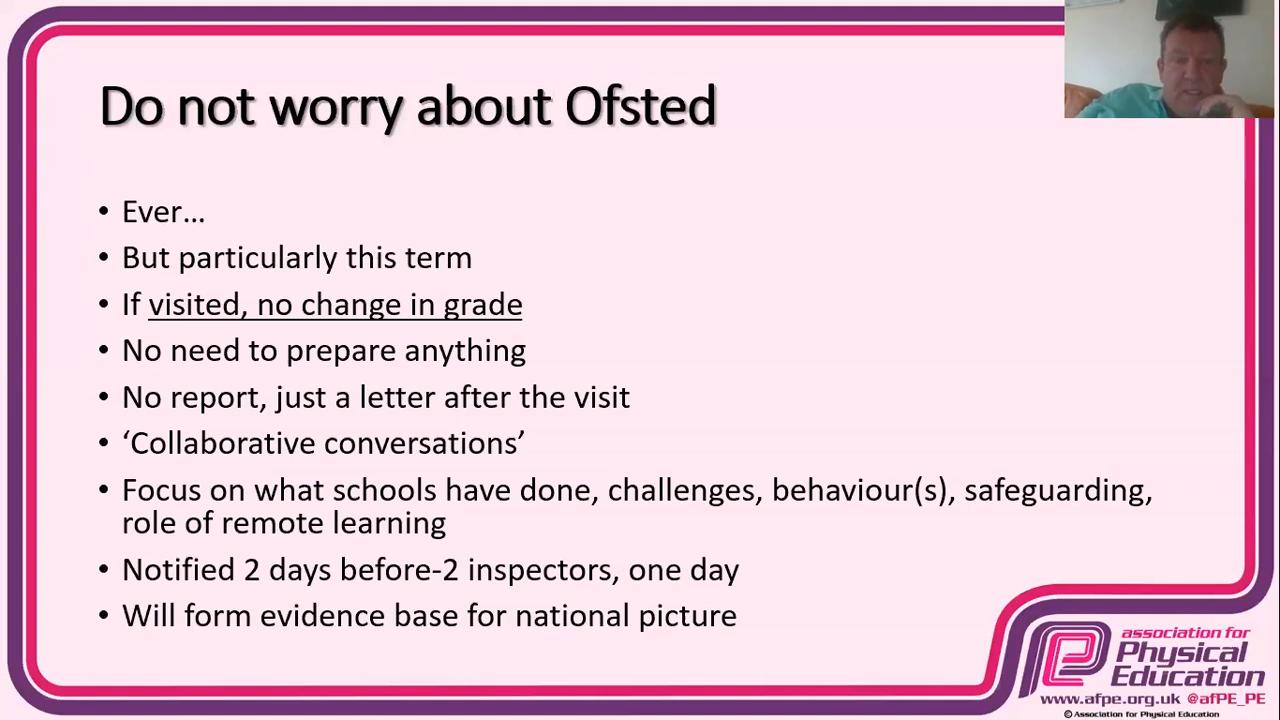 Do not worry about Ofsted
• Ever...
• But particularly this term
• If visited, no change in grade
• No need to prepare anything
• No report, just a letter after the visit
• ‘Collaborative conversations’
• Focus on what schools have done, challenges, behaviour(s), safeguarding,
role of remote learning
• Notified 2 days before-2 inspectors, one day
• Will form evidence base for national picture
association for
Physical
Education
www.afpe.org.uk @afPE_PE
© Association for Physical Education